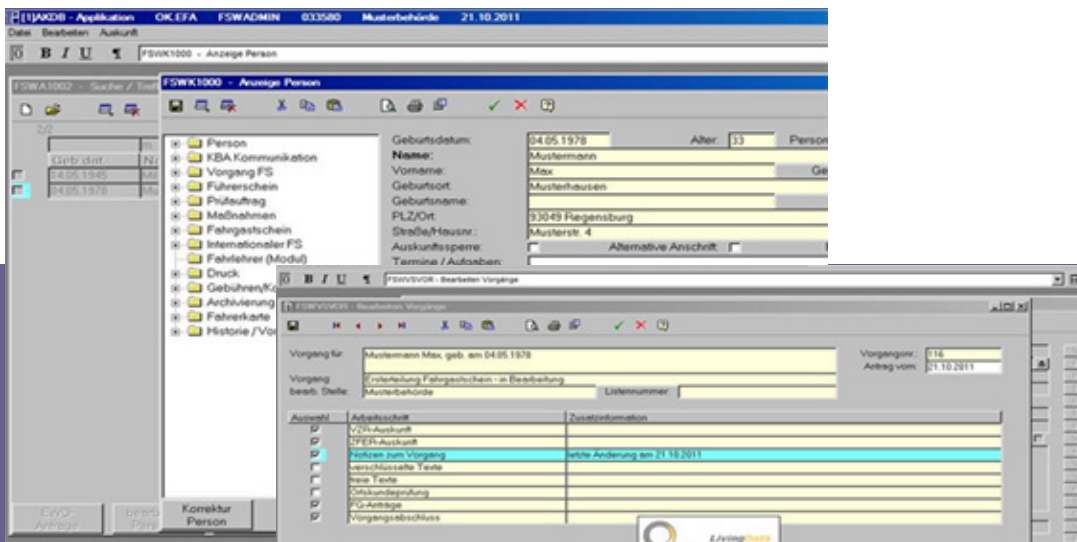 [1]AKDB - Applikation OK.EFA FSWADMIN 033580 Musterbehörde 21.10.2011
Datei Bearbeiten Auskunft
B I U ¶ FSWK1000 - Anzeige Person
FSWA1002 - Suche / Tref
FSWK1000 - Anzeige Person
2/2
Geb.dat.
14.05.1945
04.05.1978
Person
KBA Kommunikation
Vorgang FS
Führerschein
Prüfauftrag
Maßnahmen
Fahrgastschein
Internationaler FS
Fahrlehrer (Modul)
Druck
Gebühren/Ko
Archivierung
Fahrerkarte
Historie / Vor
Geburtsdatum: 04.05.1978 Alter: 33 Person
Name: Mustermann
Vorname: Max Ge
Geburtsort: Musterhausen
Geburtsname:
PLZ/Ort: 93049 Regensburg
Straße/Hausnr.: Musterstr. 4
Auskunftssperre: Alternative Anschrift:
Termine / Aufgaben:
EWO-Anfrage
Korrektur
Person
B I U ¶ FSWVSVOR - Bearbeiten Vorgänge
FSWVSVOR - Bearbeiten Vorgänge
Vorgang für: Mustermann Max, geb. am 04.05.1978 Vorgangsnr.: 116
Antrag vom: 21.10.2011
Vorgang: Ersterteilung Fahrgastschein - in Bearbeitung
bearb. Stelle: Musterbehörde Listennummer:
Auswahl Arbeitsschritt Zusatzinformation
VZR-Auskunft
ZFER-Auskunft
Notizen zum Vorgang letzte Änderung am 21.10.2011
verschlüsselte Texte
freie Texte
Ortskundeprüfung
FG-Anträge
Vorgangsabschluss
LivingData